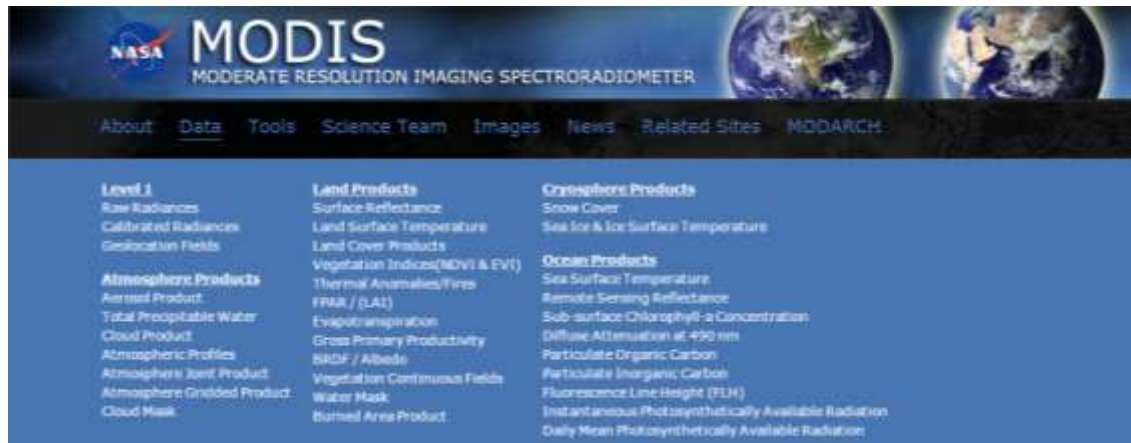 NASA
MODIS
MODERATE RESOLUTION IMAGING SPECTRORADIOMETER
About Data Tools Science Team Images News Related Sites MODARCH
Level 1
Raw Radiances
Calibrated Radiances
Geolocation Fields
Atmosphere Products
Aerosol Product
Total Precipitable Water
Cloud Product
Atmospheric Profiles
Atmosphere Joint Product
Atmosphere Gridded Product
Cloud Mask
Land Products
Surface Reflectance
Land Surface Temperature
Land Cover Products
Vegetation Indices(NDVI & EVI)
Thermal Anomalies/Fires
FPAR / (LAI)
Evapotranspiration
Gross Primary Productivity
BRDF / Albedo
Vegetation Continuous Fields
Water Mask
Burned Area Product
Cryosphere Products
Snow Cover
Sea Ice & Ice Surface Temperature
Ocean Products
Sea Surface Temperature
Remote Sensing Reflectance
Sub-surface Chlorophyll-a Concentration
Diffuse Attenuation at 490 nm
Particulate Organic Carbon
Particulate Inorganic Carbon
Fluorescence Line Height (FLH)
Instantaneous Photosynthetically Available Radiation
Daily Mean Photosynthetically Available Radiation